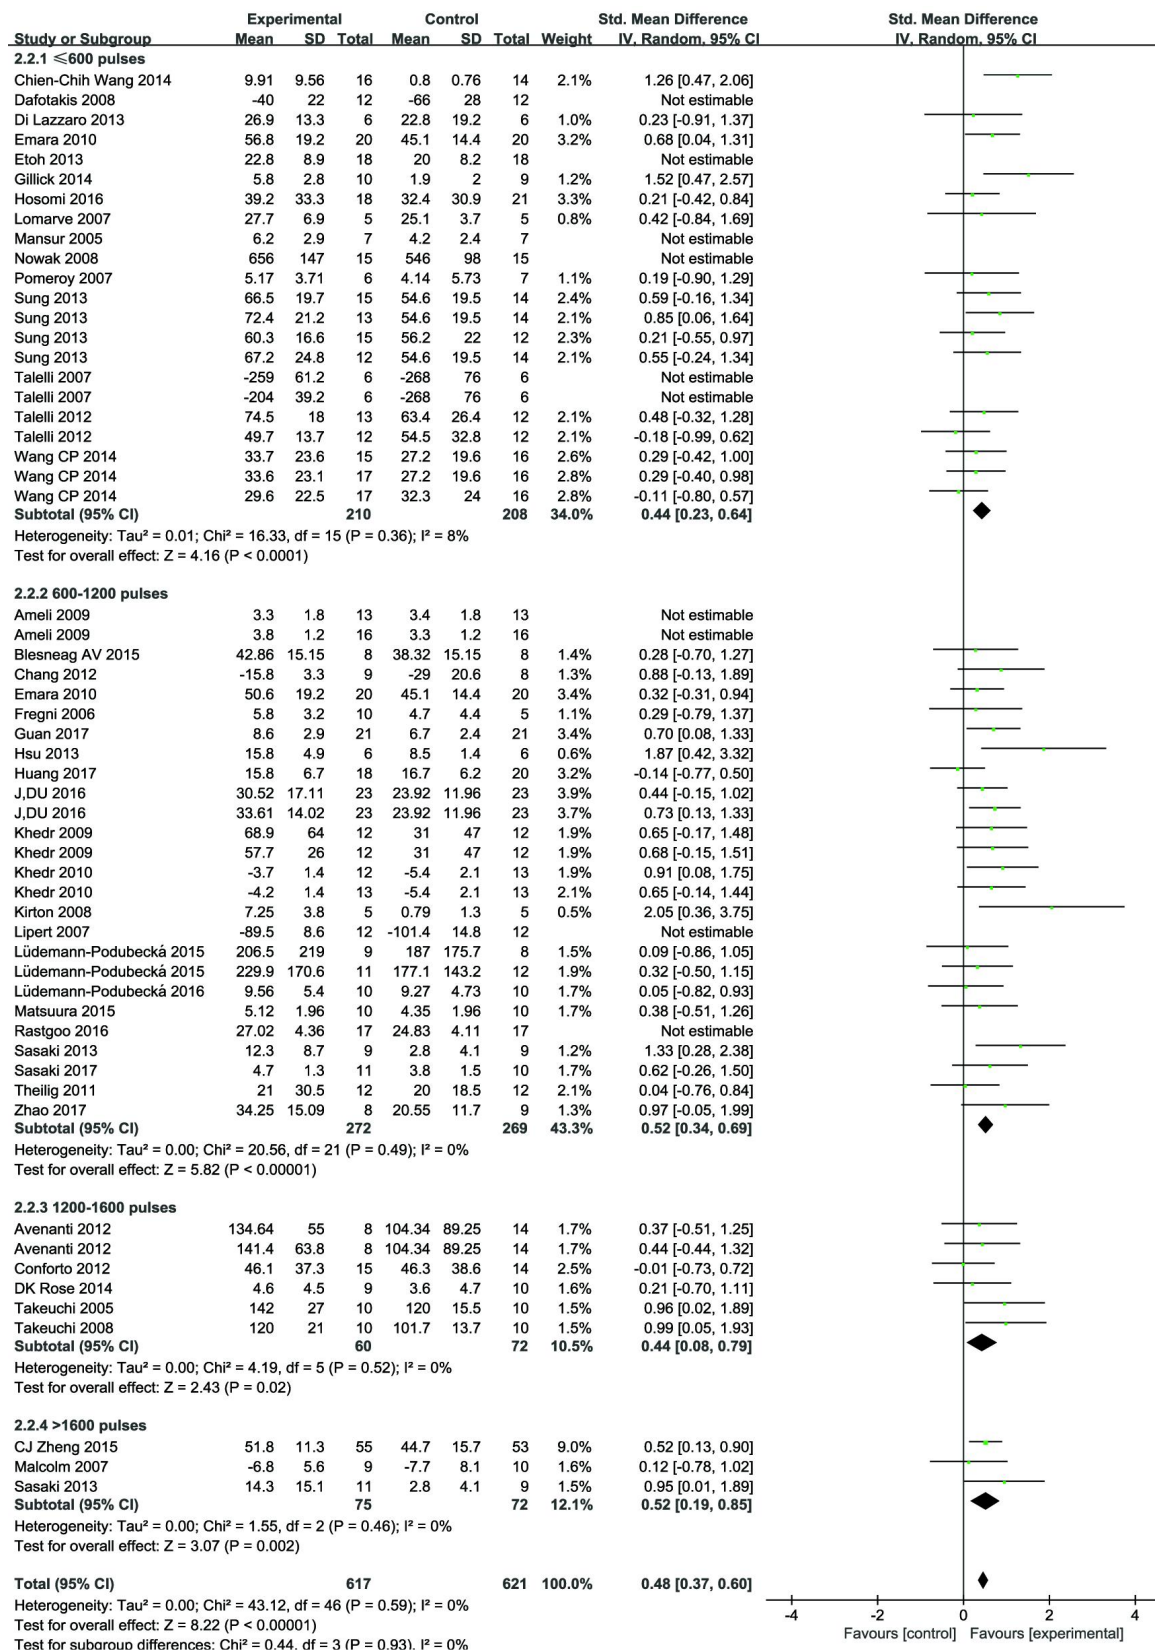 Experimental Control Std. Mean Difference Std. Mean Difference
Study or Subgroup Mean SD Total Mean SD Total Weight IV, Random, 95% CI IV, Random, 95% CI
2.2.1 ≤600 pulses
Chien-Chih Wang 2014 9.91 9.56 16 0.8 0.76 14 2.1% 1.26 [0.47, 2.06]
Dafotakis 2008 -40 22 12 -66 28 12 Not estimable
Di Lazzaro 2013 26.9 13.3 6 22.8 19.2 6 1.0% 0.23 [-0.91, 1.37]
Emara 2010 56.8 19.2 20 45.1 14.4 20 3.2% 0.68 [0.04, 1.31]
Etoh 2013 22.8 8.9 18 20 8.2 18 Not estimable
Gillick 2014 5.8 2.8 10 1.9 2 9 1.2% 1.52 [0.47, 2.57]
Hosomi 2016 39.2 33.3 18 32.4 30.9 21 3.3% 0.21 [-0.42, 0.84]
Lomarve 2007 27.7 6.9 5 25.1 3.7 5 0.8% 0.42 [-0.84, 1.69]
Mansur 2005 6.2 2.9 7 4.2 2.4 7 Not estimable
Nowak 2008 656 147 15 546 98 15 Not estimable
Pomeroy 2007 5.17 3.71 6 4.14 5.73 7 1.1% 0.19 [-0.90, 1.29]
Sung 2013 66.5 19.7 15 54.6 19.5 14 2.4% 0.59 [-0.16, 1.34]
Sung 2013 72.4 21.2 13 54.6 19.5 14 2.1% 0.85 [0.06, 1.64]
Sung 2013 60.3 16.6 15 56.2 22 12 2.3% 0.21 [-0.55, 0.97]
Sung 2013 67.2 24.8 12 54.6 19.5 14 2.1% 0.55 [-0.24, 1.34]
Talelli 2007 -259 61.2 6 -268 76 6 Not estimable
Talelli 2007 -204 39.2 6 -268 76 6 Not estimable
Talelli 2012 74.5 18 13 63.4 26.4 12 2.1% 0.48 [-0.32, 1.28]
Talelli 2012 49.7 13.7 12 54.5 32.8 12 2.1% -0.18 [-0.99, 0.62]
Wang CP 2014 33.7 23.6 15 27.2 19.6 16 2.6% 0.29 [-0.42, 1.00]
Wang CP 2014 33.6 23.1 17 27.2 19.6 16 2.8% 0.29 [-0.40, 0.98]
Wang CP 2014 29.6 22.5 17 32.3 24 16 2.8% -0.11 [-0.80, 0.57]
Subtotal (95% CI) 210 208 34.0% 0.44 [0.23, 0.64]
Heterogeneity: Tau² = 0.01; Chi² = 16.33, df = 15 (P = 0.36); I² = 8%
Test for overall effect: Z = 4.16 (P < 0.0001)
2.2.2 600-1200 pulses
Ameli 2009 3.3 1.8 13 3.4 1.8 13 Not estimable
Ameli 2009 3.8 1.2 16 3.3 1.2 16 Not estimable
Blesneag AV 2015 42.86 15.15 8 38.32 15.15 8 1.4% 0.28 [-0.70, 1.27]
Chang 2012 -15.8 3.3 9 -29 20.6 8 1.3% 0.88 [-0.13, 1.89]
Emara 2010 50.6 19.2 20 45.1 14.4 20 3.4% 0.32 [-0.31, 0.94]
Fregni 2006 5.8 3.2 10 4.7 4.4 5 1.1% 0.29 [-0.79, 1.37]
Guan 2017 8.6 2.9 21 6.7 2.4 21 3.4% 0.70 [0.08, 1.33]
Hsu 2013 15.8 4.9 6 8.5 1.4 6 0.6% 1.87 [0.42, 3.32]
Huang 2017 15.8 6.7 18 16.7 6.2 20 3.2% -0.14 [-0.77, 0.50]
J,DU 2016 30.52 17.11 23 23.92 11.96 23 3.9% 0.44 [-0.15, 1.02]
J,DU 2016 33.61 14.02 23 23.92 11.96 23 3.7% 0.73 [0.13, 1.33]
Khedr 2009 68.9 64 12 31 47 12 1.9% 0.65 [-0.17, 1.48]
Khedr 2009 57.7 26 12 31 47 12 1.9% 0.68 [-0.15, 1.51]
Khedr 2010 -3.7 1.4 12 -5.4 2.1 13 1.9% 0.91 [0.08, 1.75]
Khedr 2010 -4.2 1.4 13 -5.4 2.1 13 2.1% 0.65 [-0.14, 1.44]
Kirton 2008 7.25 3.8 5 0.79 1.3 5 0.5% 2.05 [0.36, 3.75]
Lipert 2007 -89.5 8.6 12 -101.4 14.8 12 Not estimable
Lüdemann-Podubecká 2015 206.5 219 9 187 175.7 8 1.5% 0.09 [-0.86, 1.05]
Lüdemann-Podubecká 2015 229.9 170.6 11 177.1 143.2 12 1.9% 0.32 [-0.50, 1.15]
Lüdemann-Podubecká 2016 9.56 5.4 10 9.27 4.73 10 1.7% 0.05 [-0.82, 0.93]
Matsuura 2015 5.12 1.96 10 4.35 1.96 10 1.7% 0.38 [-0.51, 1.26]
Rastgoo 2016 27.02 4.36 17 24.83 4.11 17 Not estimable
Sasaki 2013 12.3 8.7 9 2.8 4.1 9 1.2% 1.33 [0.28, 2.38]
Sasaki 2017 4.7 1.3 11 3.8 1.5 10 1.7% 0.62 [-0.26, 1.50]
Theilig 2011 21 30.5 12 20 18.5 12 2.1% 0.04 [-0.76, 0.84]
Zhao 2017 34.25 15.09 8 20.55 11.7 9 1.3% 0.97 [-0.05, 1.99]
Subtotal (95% CI) 272 269 43.3% 0.52 [0.34, 0.69]
Heterogeneity: Tau² = 0.00; Chi² = 20.56, df = 21 (P = 0.49); I² = 0%
Test for overall effect: Z = 5.82 (P < 0.00001)
2.2.3 1200-1600 pulses
Avenanti 2012 134.64 55 8 104.34 89.25 14 1.7% 0.37 [-0.51, 1.25]
Avenanti 2012 141.4 63.8 8 104.34 89.25 14 1.7% 0.44 [-0.44, 1.32]
Conforto 2012 46.1 37.3 15 46.3 38.6 14 2.5% -0.01 [-0.73, 0.72]
DK Rose 2014 4.6 4.5 9 3.6 4.7 10 1.6% 0.21 [-0.70, 1.11]
Takeuchi 2005 142 27 10 120 15.5 10 1.5% 0.96 [0.02, 1.89]
Takeuchi 2008 120 21 10 101.7 13.7 10 1.5% 0.99 [0.05, 1.93]
Subtotal (95% CI) 60 72 10.5% 0.44 [0.08, 0.79]
Heterogeneity: Tau² = 0.00; Chi² = 4.19, df = 5 (P = 0.52); I² = 0%
Test for overall effect: Z = 2.43 (P = 0.02)
2.2.4 >1600 pulses
CJ Zheng 2015 51.8 11.3 55 44.7 15.7 53 9.0% 0.52 [0.13, 0.90]
Malcolm 2007 -6.8 5.6 9 -7.7 8.1 10 1.6% 0.12 [-0.78, 1.02]
Sasaki 2013 14.3 15.1 11 2.8 4.1 9 1.5% 0.95 [0.01, 1.89]
Subtotal (95% CI) 75 72 12.1% 0.52 [0.19, 0.85]
Heterogeneity: Tau² = 0.00; Chi² = 1.55, df = 2 (P = 0.46); I² = 0%
Test for overall effect: Z = 3.07 (P = 0.002)
Total (95% CI) 617 621 100.0% 0.48 [0.37, 0.60]
Heterogeneity: Tau² = 0.00; Chi² = 43.12, df = 46 (P = 0.59); I² = 0%
Test for overall effect: Z = 8.22 (P < 0.00001)
Test for subgroup differences: Chi² = 0.44, df = 3 (P = 0.93), I² = 0%
-4 -2 0 2 4
Favours [control] Favours [experimental]